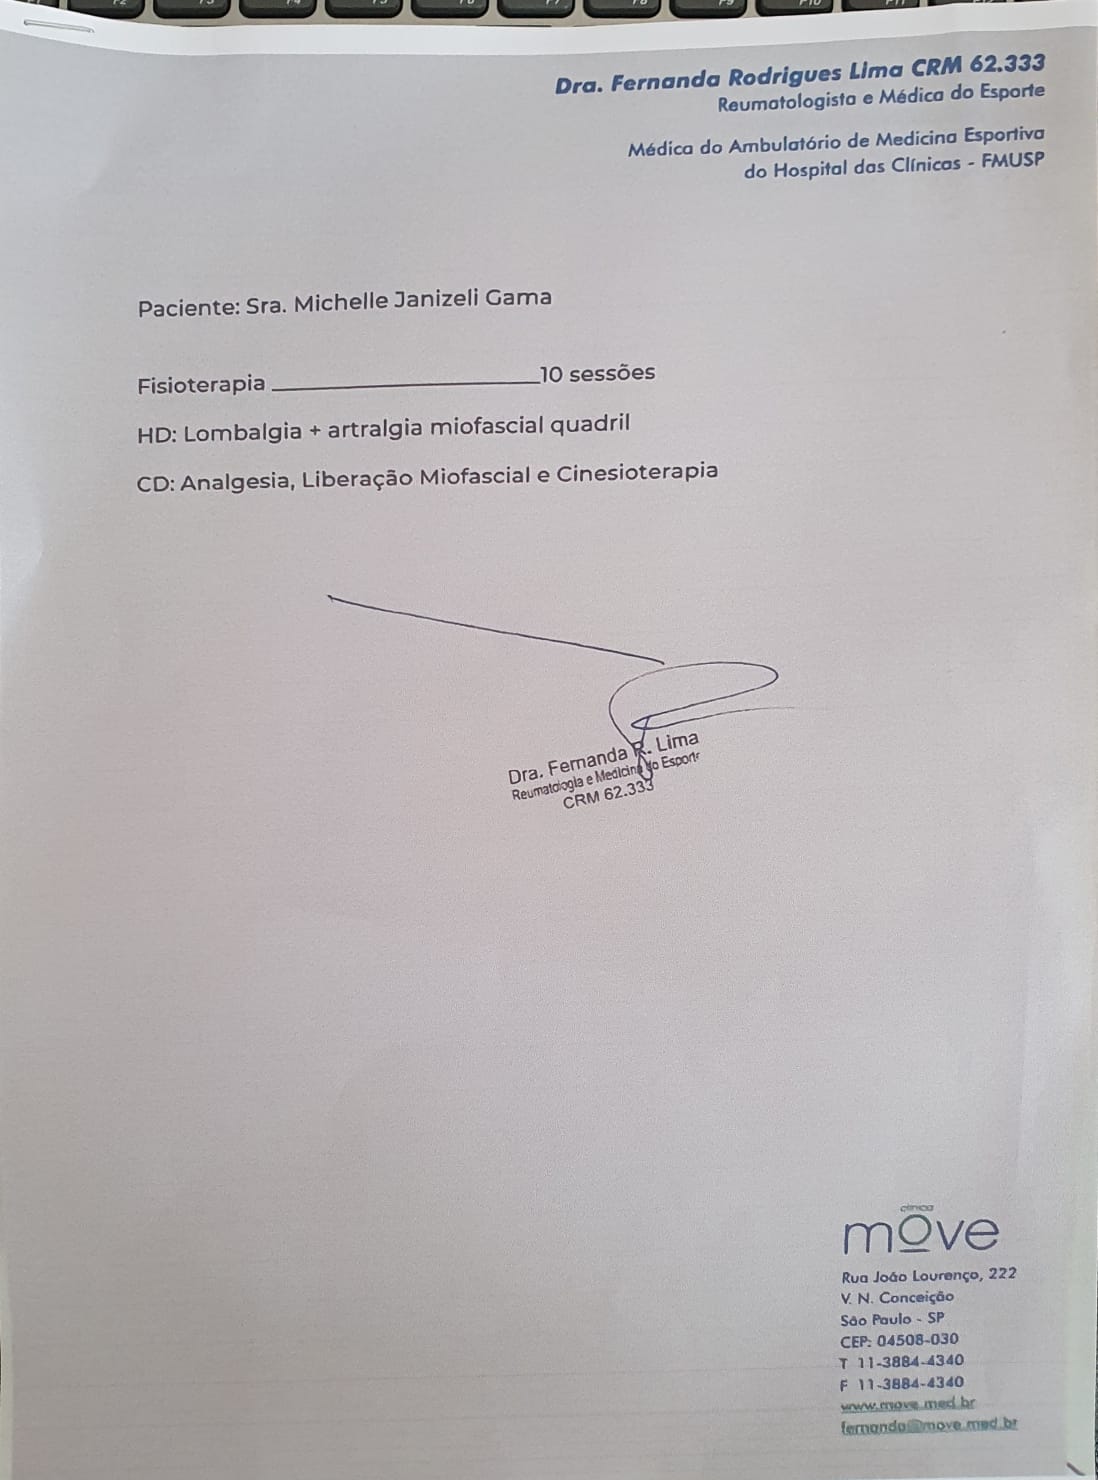 Dra. Fernanda Rodrigues Lima CRM 62.333
Reumatologista e Médica do Esporte
Médica do Ambulatório de Medicina Esportiva
do Hospital das Clínicas - FMUSP
Paciente: Sra. Michelle Janizeli Gama
Fisioterapia ______________________10 sessões
HD: Lombalgia + artralgia miofascial quadril
CD: Analgesia, Liberação Miofascial e Cinesioterapia
Dra. Fernanda R. Lima
Reumatologia e Medicina do Esporte
CRM 62.333
clínica
move
Rua João Lourenço, 222
V. N. Conceição
São Paulo - SP
CEP: 04508-030
T 11-3884-4340
F 11-3884-4340
www.move.med.br
fernanda@move.med.br